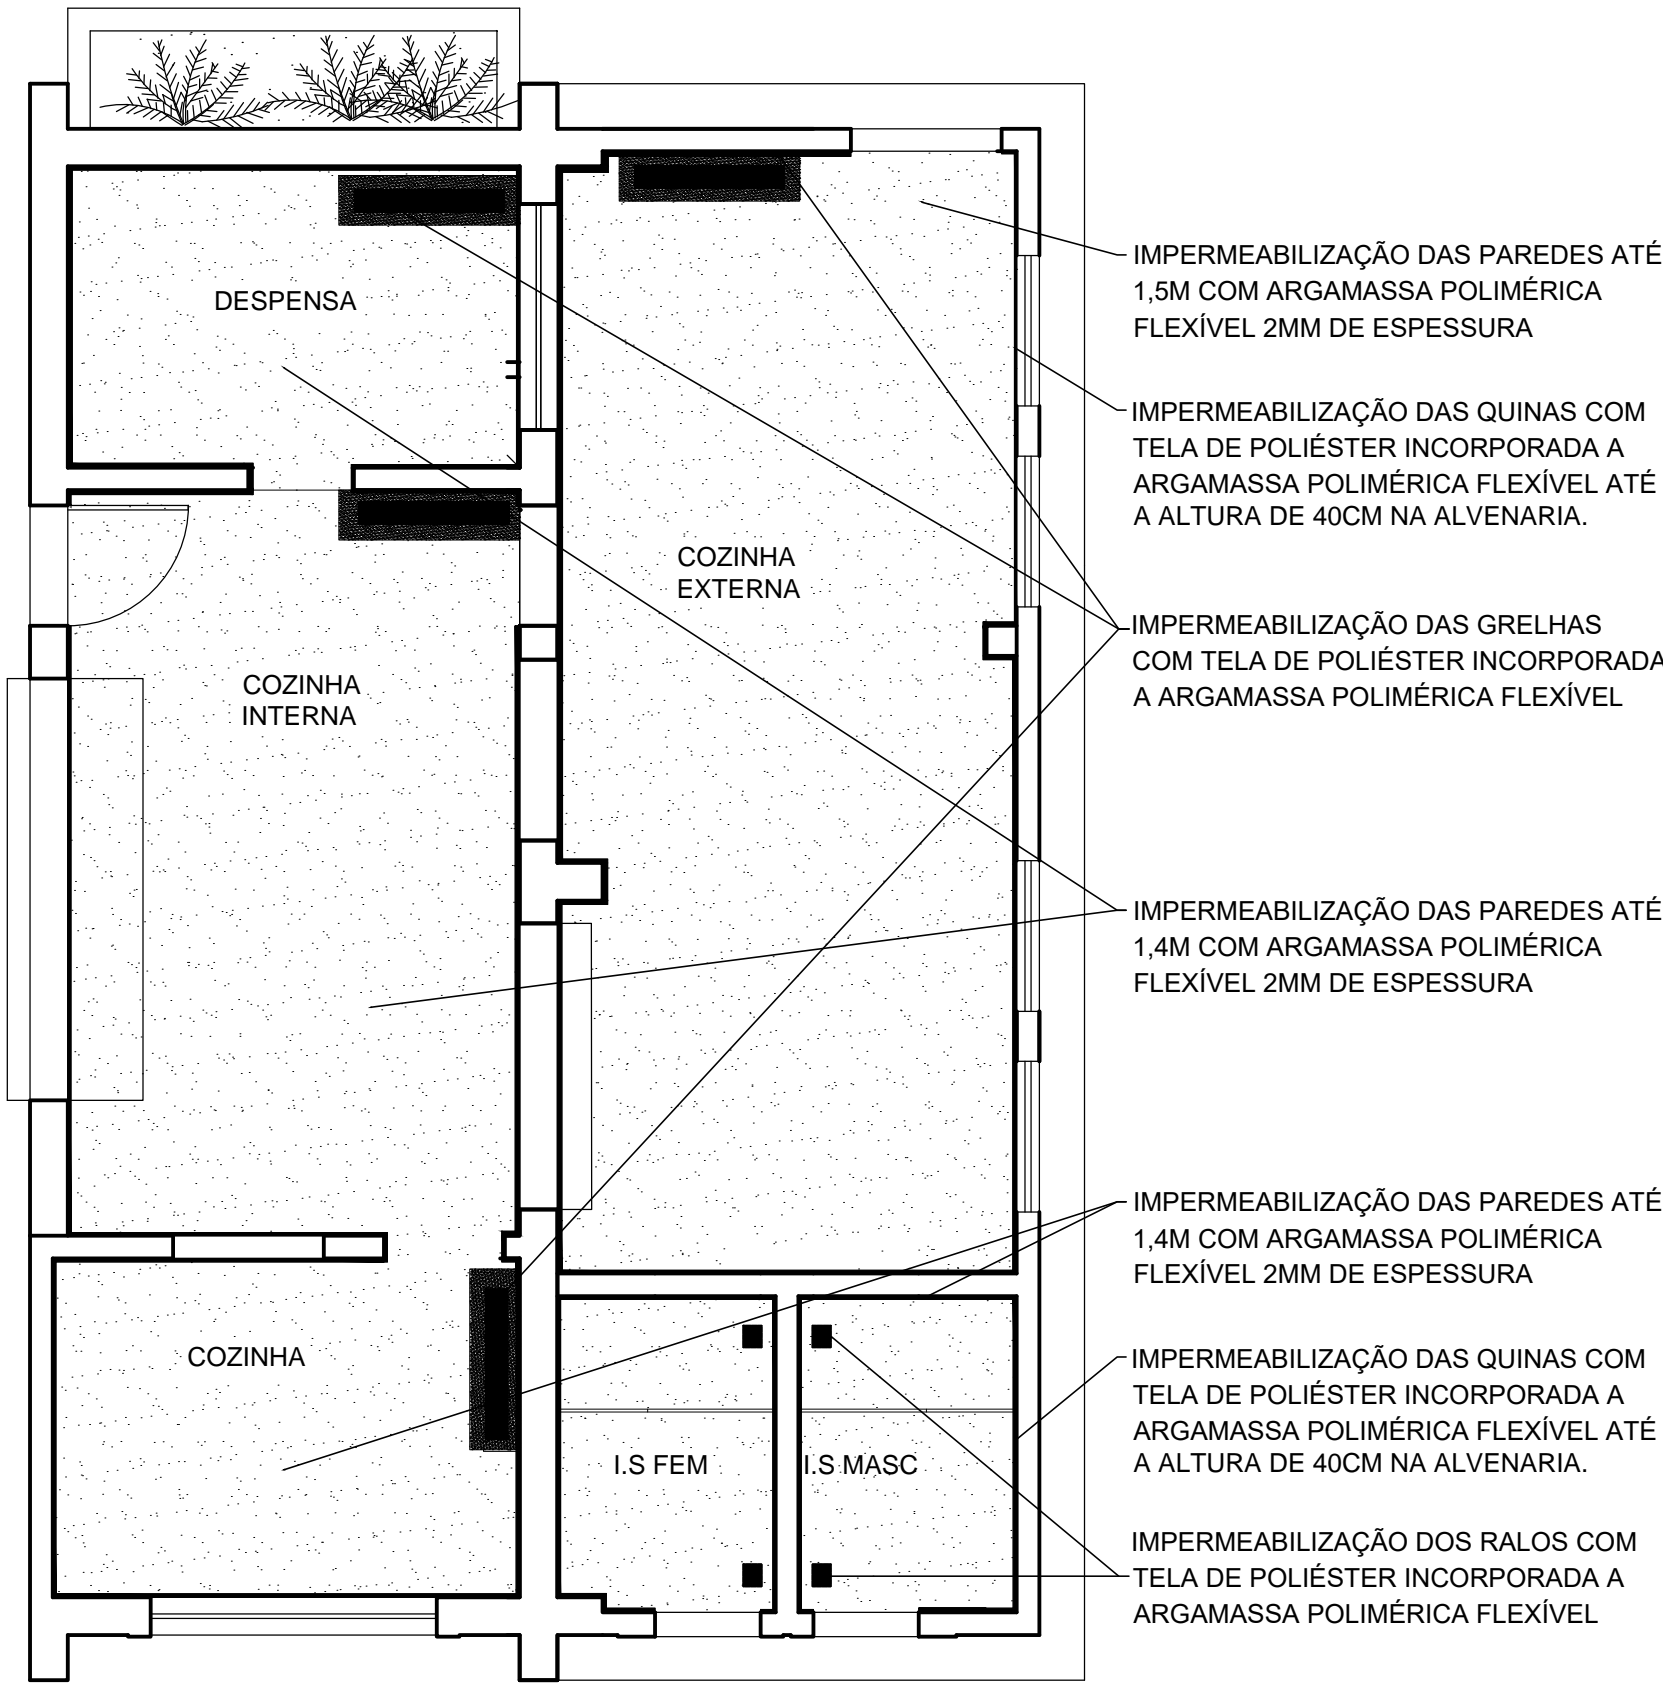 DESPENSA
COZINHA
EXTERNA
COZINHA
INTERNA
COZINHA
I.S FEM
I.S MASC
IMPERMEABILIZAÇÃO DAS PAREDES ATÉ
1,5M COM ARGAMASSA POLIMÉRICA
FLEXÍVEL 2MM DE ESPESSURA
IMPERMEABILIZAÇÃO DAS QUINAS COM
TELA DE POLIÉSTER INCORPORADA A
ARGAMASSA POLIMÉRICA FLEXÍVEL ATÉ
A ALTURA DE 40CM NA ALVENARIA.
IMPERMEABILIZAÇÃO DAS GRELHAS
COM TELA DE POLIÉSTER INCORPORADA
A ARGAMASSA POLIMÉRICA FLEXÍVEL
IMPERMEABILIZAÇÃO DAS PAREDES ATÉ
1,4M COM ARGAMASSA POLIMÉRICA
FLEXÍVEL 2MM DE ESPESSURA
IMPERMEABILIZAÇÃO DAS PAREDES ATÉ
1,4M COM ARGAMASSA POLIMÉRICA
FLEXÍVEL 2MM DE ESPESSURA
IMPERMEABILIZAÇÃO DAS QUINAS COM
TELA DE POLIÉSTER INCORPORADA A
ARGAMASSA POLIMÉRICA FLEXÍVEL ATÉ
A ALTURA DE 40CM NA ALVENARIA.
IMPERMEABILIZAÇÃO DOS RALOS COM
TELA DE POLIÉSTER INCORPORADA A
ARGAMASSA POLIMÉRICA FLEXÍVEL